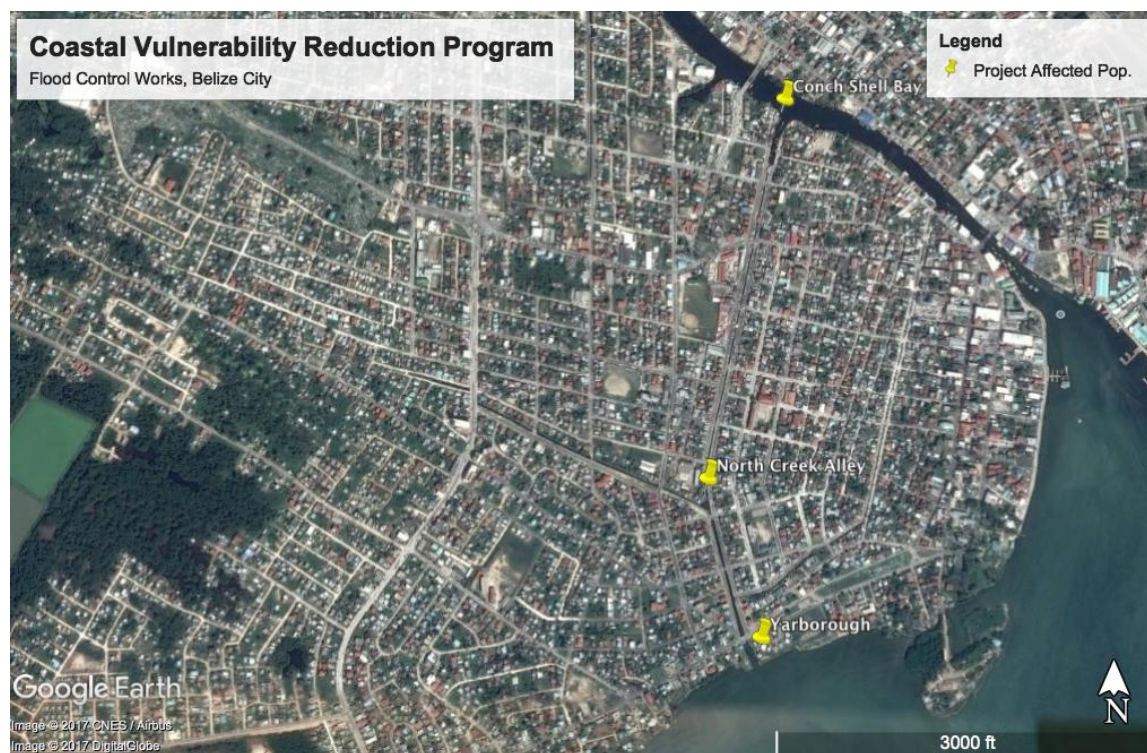 Coastal Vulnerability Reduction Program
Flood Control Works, Belize City
Legend
Project Affected Pop.
Conch Shell Bay
North Creek Alley
Yarborough
Google Earth
Image © 2017 CNES / Airbus
Image © 2017 DigitalGlobe
N
3000 ft